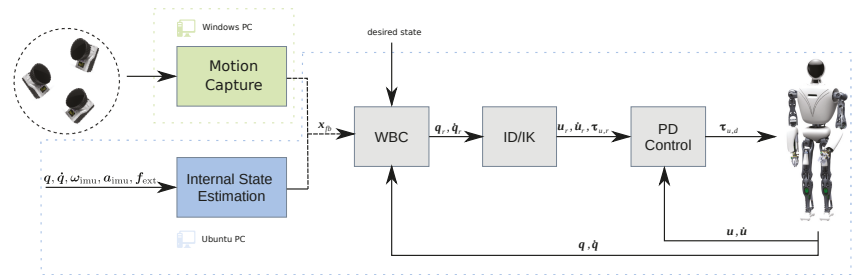 Windows PC
desired state
Motion
Capture
x_fb
WBC
q_r, q̇_r
ID/IK
u_r, u̇_r, τ_u,r
PD
Control
τ_u,d
q, q̇, ω_imu, a_imu, f_ext
Internal State
Estimation
Ubuntu PC
u, u̇
q, q̇